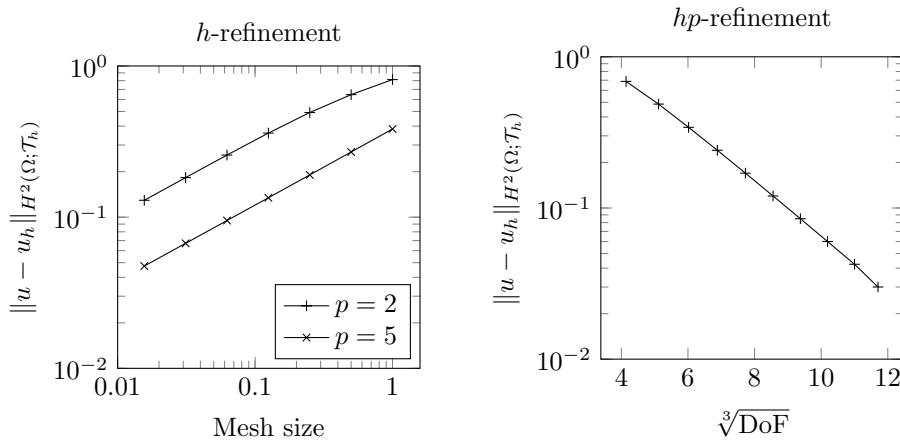 h-refinement
10^0
10^{-1}
10^{-2}
‖u − u_h‖_{H^2(Ω;𝒯_h)}
0.01 0.1 1
Mesh size
p = 2
p = 5
hp-refinement
10^0
10^{-1}
10^{-2}
‖u − u_h‖_{H^2(Ω;𝒯_h)}
4 6 8 10 12
∛DoF